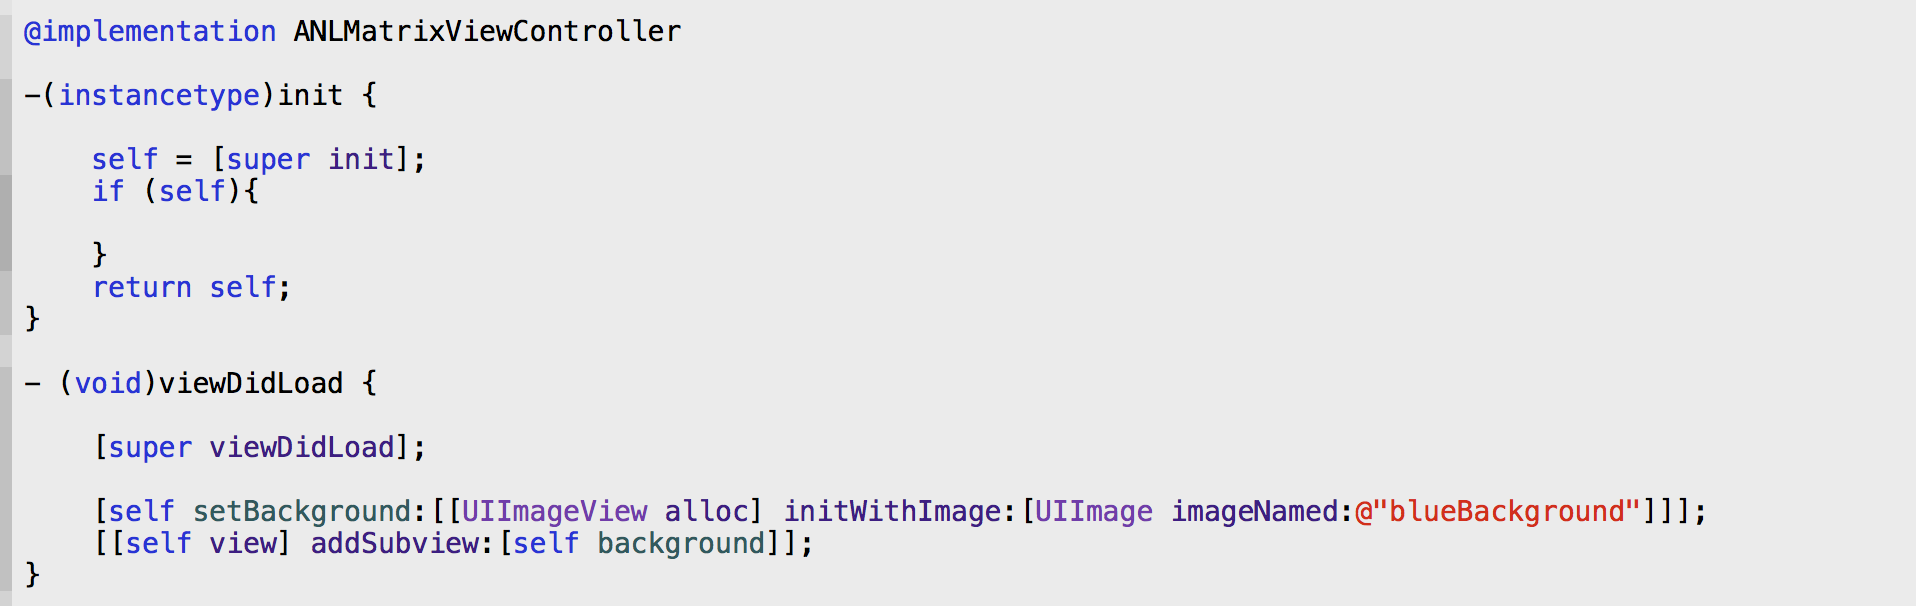 @implementation ANLMatrixViewController
-(instancetype)init {
self = [super init];
if (self){
}
return self;
}
- (void)viewDidLoad {
[super viewDidLoad];
[self setBackground:[[UIImageView alloc] initWithImage:[UIImage imageNamed:@"blueBackground"]]];
[[self view] addSubview:[self background]];
}